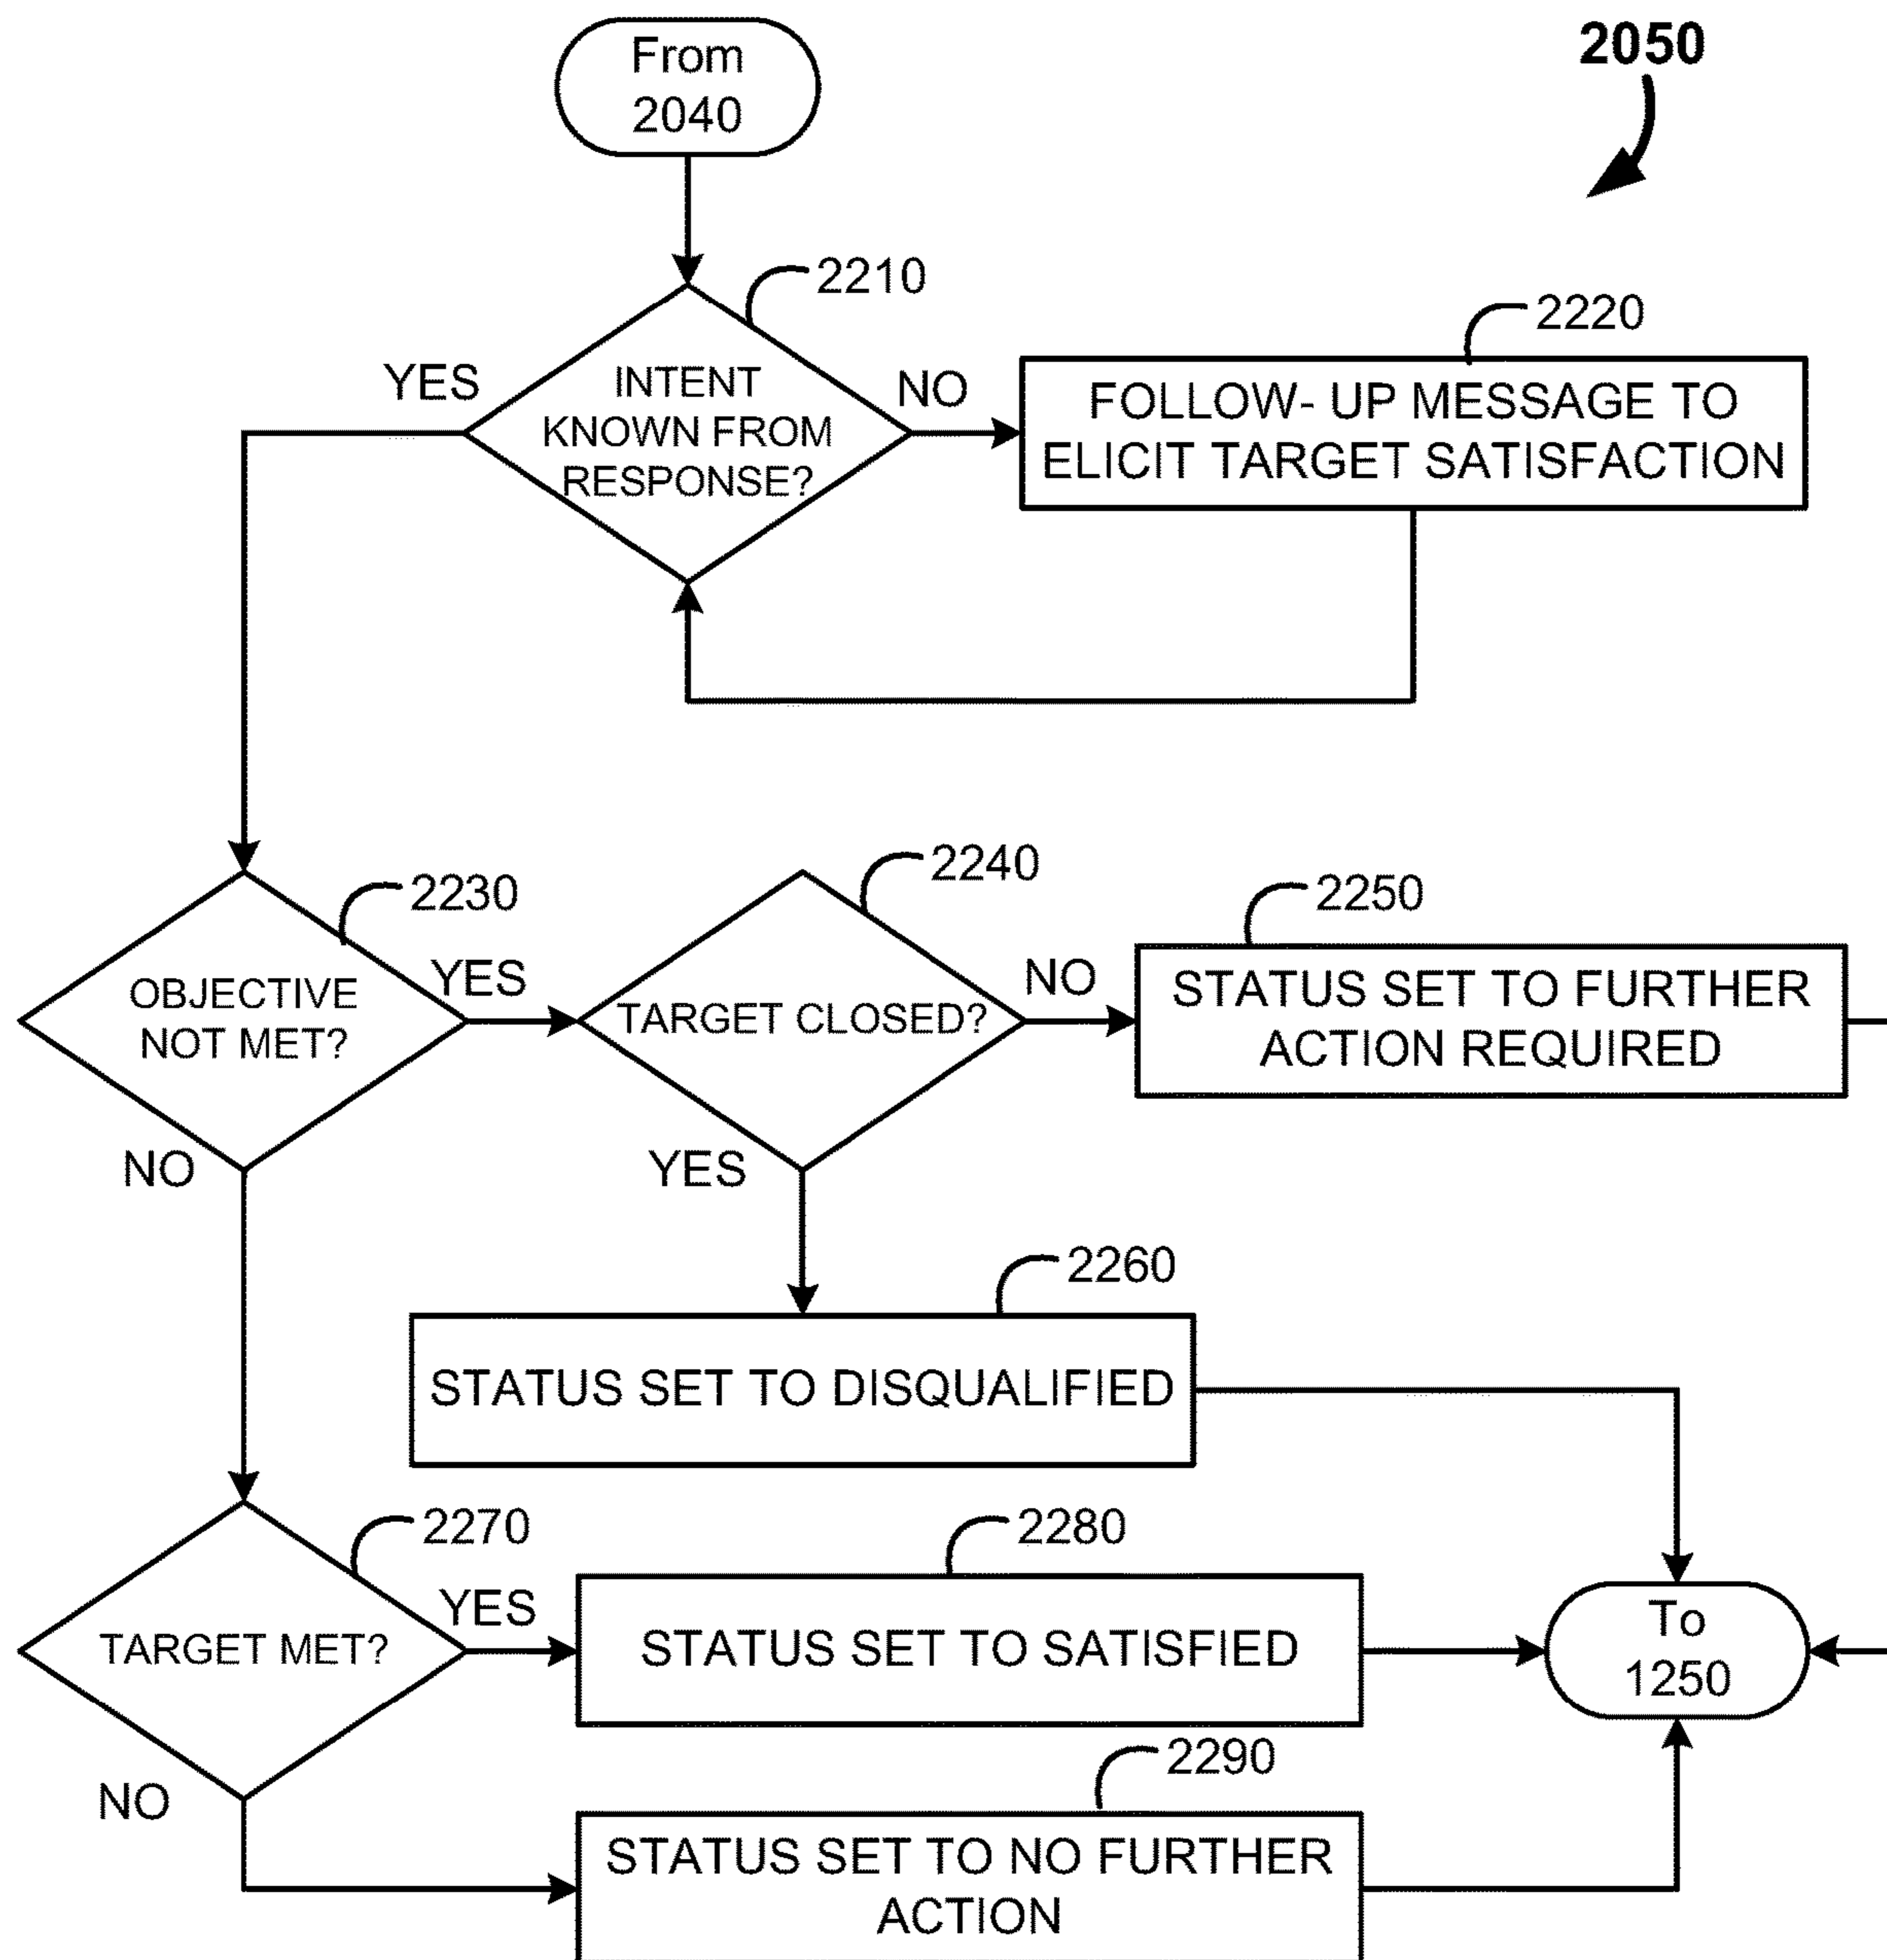 From
2040
2050
2210
2220
YES
INTENT
KNOWN FROM
RESPONSE?
NO
FOLLOW- UP MESSAGE TO
ELICIT TARGET SATISFACTION
2230
2240
2250
OBJECTIVE
NOT MET?
YES
TARGET CLOSED?
NO
STATUS SET TO FURTHER
ACTION REQUIRED
NO
YES
2260
STATUS SET TO DISQUALIFIED
2270
2280
TARGET MET?
YES
STATUS SET TO SATISFIED
To
1250
2290
NO
STATUS SET TO NO FURTHER
ACTION